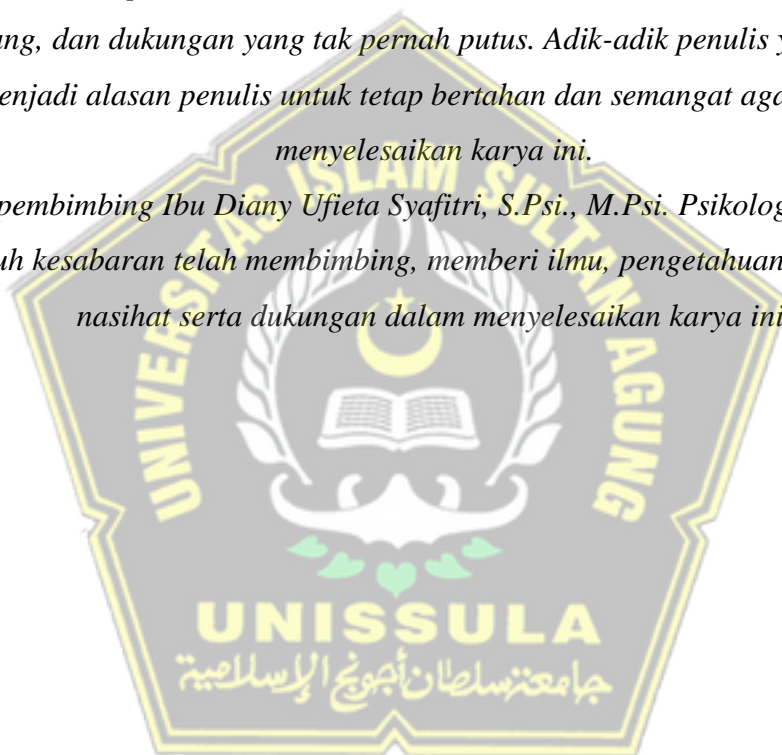 ang, dan dukungan yang tak pernah putus. Adik-adik penulis y
enjadi alasan penulis untuk tetap bertahan dan semangat aga
menyelesaikan karya ini.
pembimbing Ibu Diany Ufieta Syafitri, S.Psi., M.Psi. Psikolog
uh kesabaran telah membimbing, memberi ilmu, pengetahuan
nasihat serta dukungan dalam menyelesaikan karya ini
UNIVERSITAS ISLAM SULTAN AGUNG
UNISSULA
جامعة سلطان أجونج الإسلامية